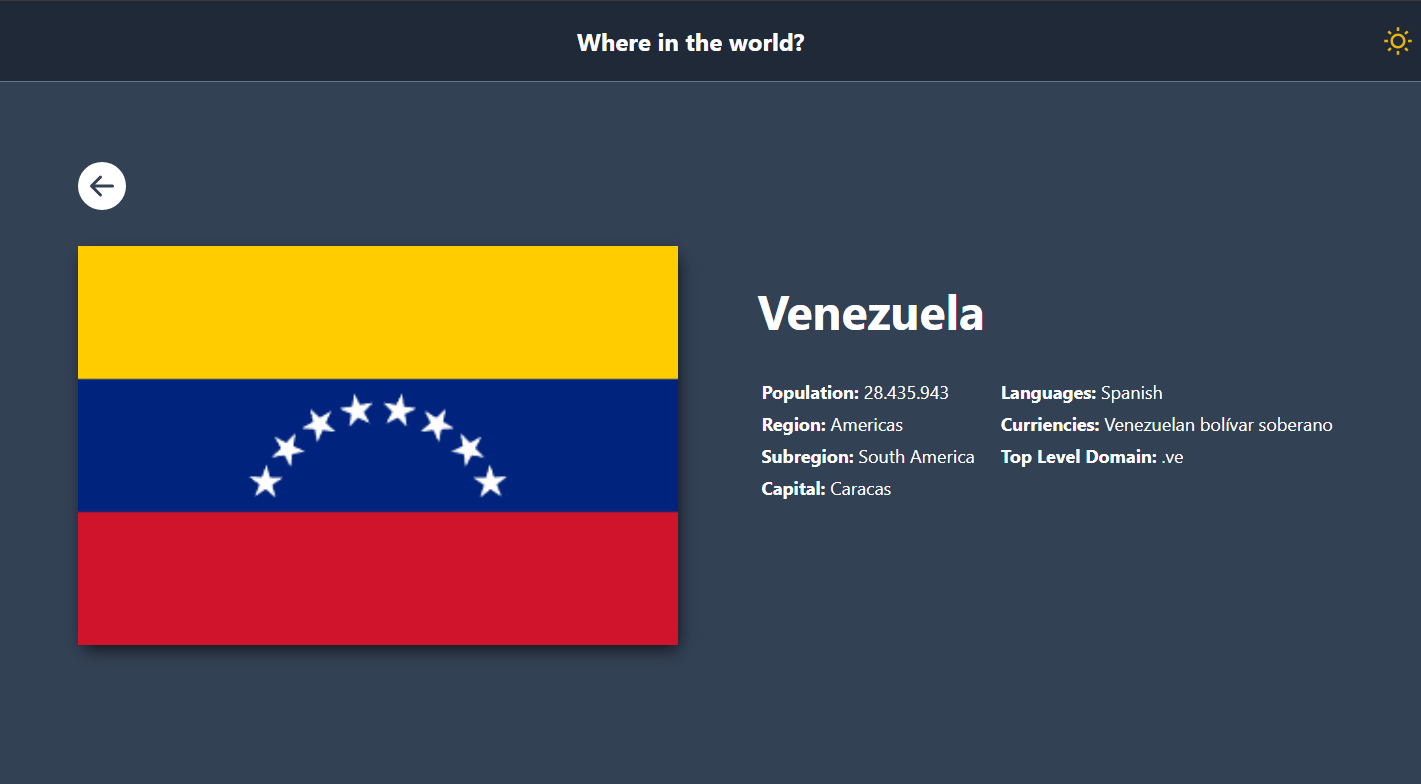 Where in the world?
Venezuela
Population: 28.435.943
Region: Americas
Subregion: South America
Capital: Caracas
Languages: Spanish
Curriencies: Venezuelan bolívar soberano
Top Level Domain: .ve